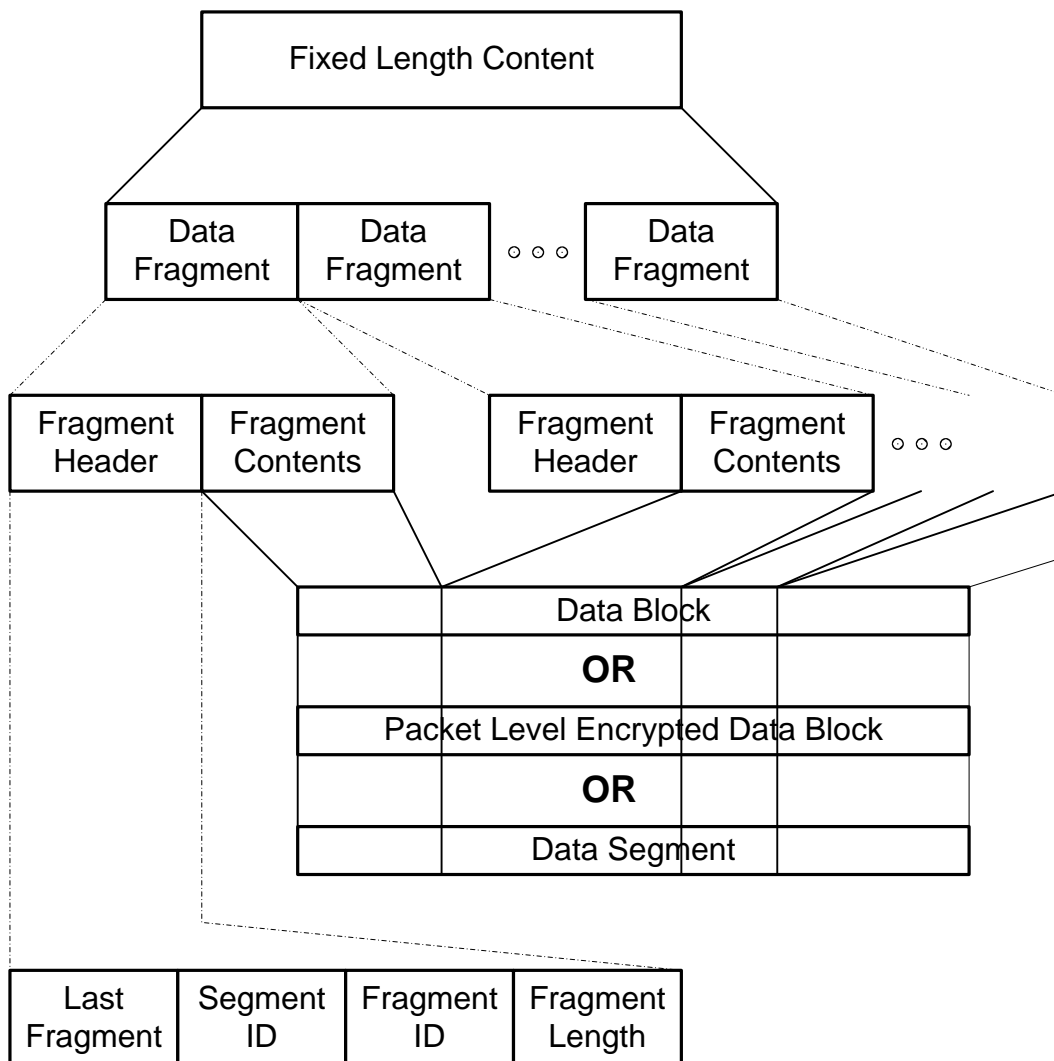 Fixed Length Content
Data
Fragment
Data
Fragment
Data
Fragment
Fragment
Header
Fragment
Contents
Fragment
Header
Fragment
Contents
Data Block
OR
Packet Level Encrypted Data Block
OR
Data Segment
Last
Fragment
Segment
ID
Fragment
ID
Fragment
Length